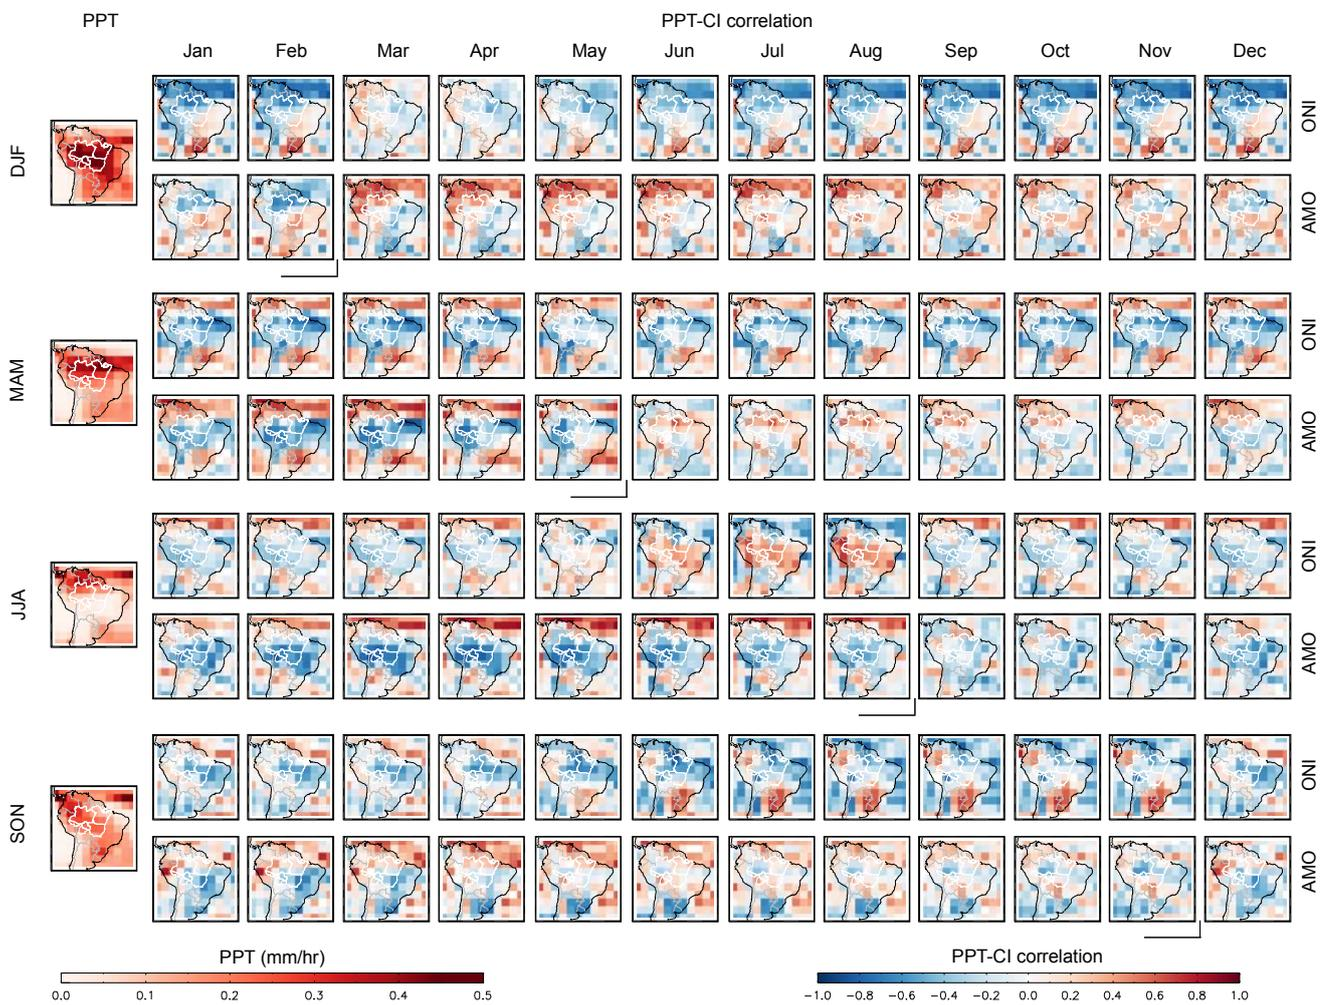 PPT PPT-CI correlation
Jan Feb Mar Apr May Jun Jul Aug Sep Oct Nov Dec
DJF
ONI
AMO
MAM
ONI
AMO
JJA
ONI
AMO
SON
ONI
AMO
PPT (mm/hr)
0.0 0.1 0.2 0.3 0.4 0.5
PPT-CI correlation
-1.0 -0.8 -0.6 -0.4 -0.2 0.0 0.2 0.4 0.6 0.8 1.0